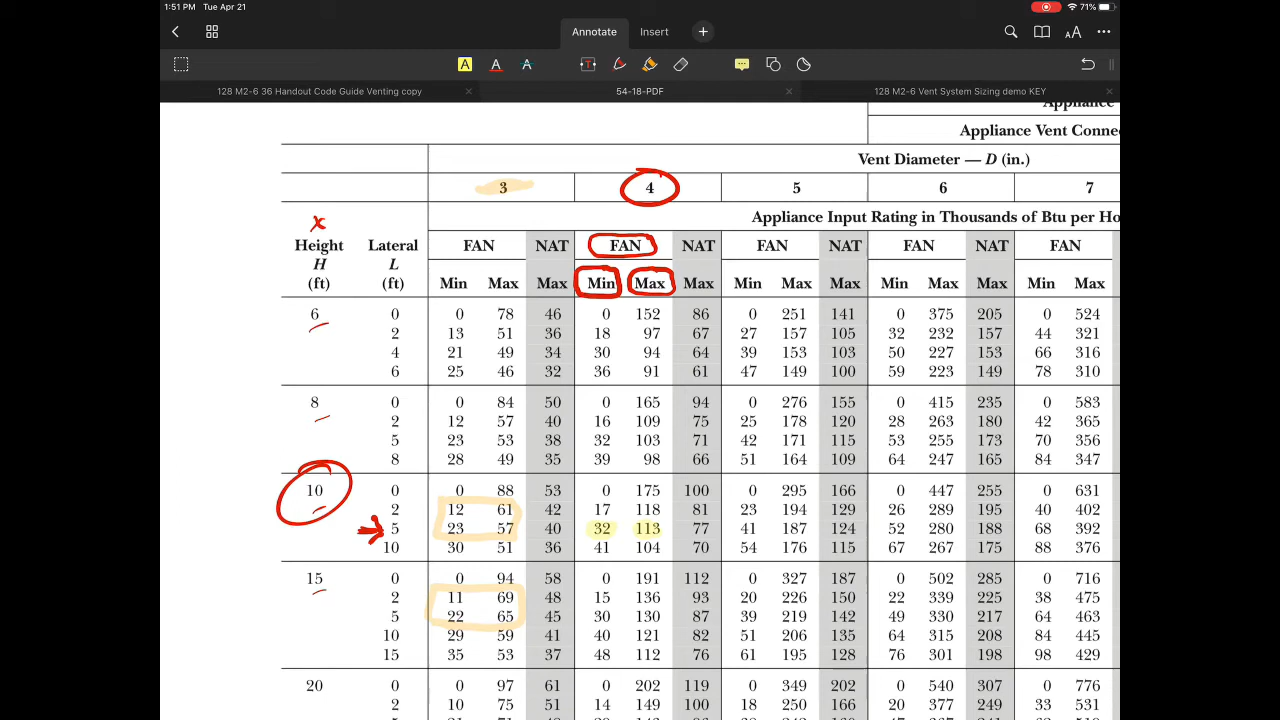 1:51 PM Tue Apr 21 71%
Annotate Insert
A A A T AA
128 M2-6 36 Handout Code Guide Venting copy 54-18-PDF 128 M2-6 Vent System Sizing demo KEY
Appliance
Appliance Vent Conne
Vent Diameter — D (in.)
3 4 5 6 7
x Appliance Input Rating in Thousands of Btu per Ho
Height Lateral FAN NAT FAN NAT FAN NAT FAN NAT FAN
H L
(ft) (ft) Min Max Max Min Max Max Min Max Max Min Max Max Min Max
6 0 0 78 46 0 152 86 0 251 141 0 375 205 0 524
2 13 51 36 18 97 67 27 157 105 32 232 157 44 321
4 21 49 34 30 94 64 39 153 103 50 227 153 66 316
6 25 46 32 36 91 61 47 149 100 59 223 149 78 310
8 0 0 84 50 0 165 94 0 276 155 0 415 235 0 583
2 12 57 40 16 109 75 25 178 120 28 263 180 42 365
5 23 53 38 32 103 71 42 171 115 53 255 173 70 356
8 28 49 35 39 98 66 51 164 109 64 247 165 84 347
10 0 0 88 53 0 175 100 0 295 166 0 447 255 0 631
2 12 61 42 17 118 81 23 194 129 26 289 195 40 402
5 23 57 40 32 113 77 41 187 124 52 280 188 68 392
10 30 51 36 41 104 70 54 176 115 67 267 175 88 376
15 0 0 94 58 0 191 112 0 327 187 0 502 285 0 716
2 11 69 48 15 136 93 20 226 150 22 339 225 38 475
5 22 65 45 30 130 87 39 219 142 49 330 217 64 463
10 29 59 41 40 121 82 51 206 135 64 315 208 84 445
15 35 53 37 48 112 76 61 195 128 76 301 198 98 429
20 0 0 97 61 0 202 119 0 349 202 0 540 307 0 776
2 10 75 51 14 149 100 18 250 166 20 377 249 33 531